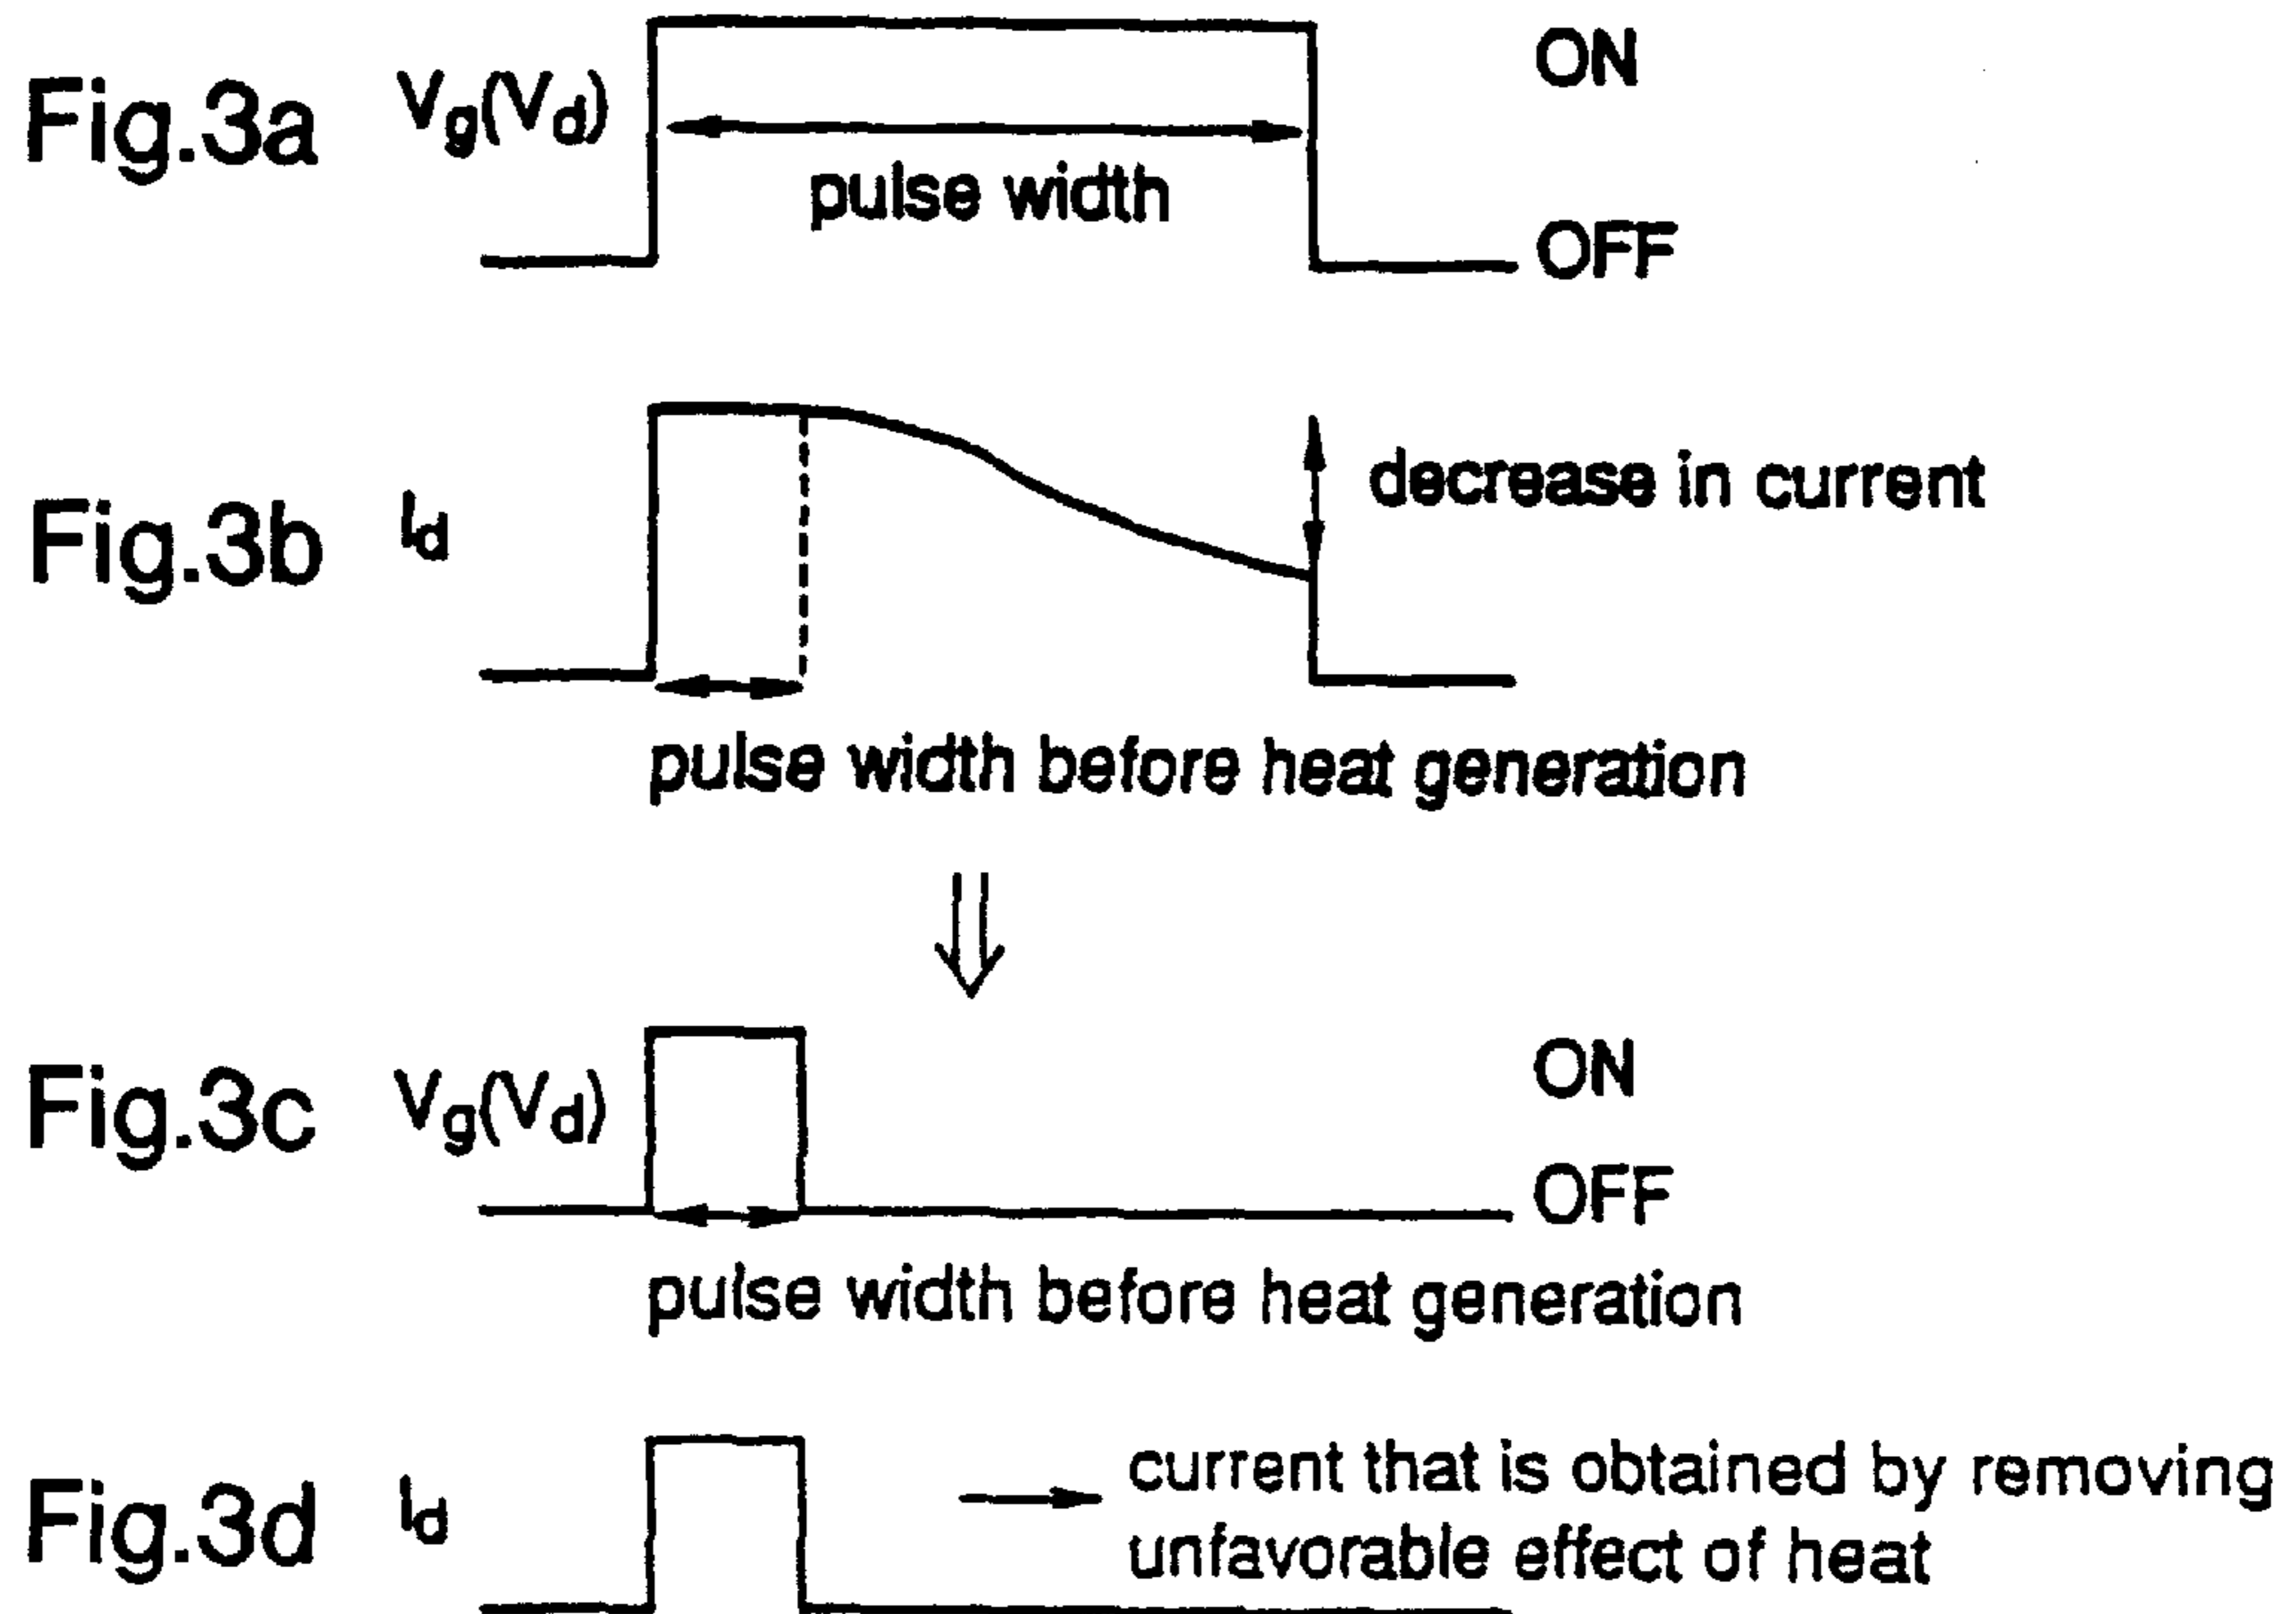 Fig.3a
Vg(Vd)
ON
pulse width
OFF
Fig.3b
Id
decrease in current
pulse width before heat generation
Fig.3c
Vg(Vd)
ON
OFF
pulse width before heat generation
Fig.3d
Id
current that is obtained by removing
unfavorable effect of heat